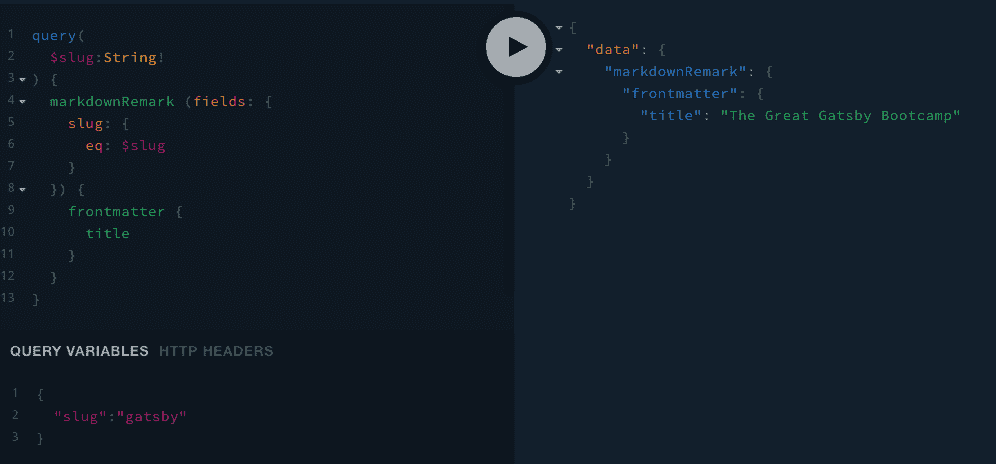 1 query(
2 $slug:String!
3 ) {
4 markdownRemark (fields: {
5 slug: {
6 eq: $slug
7 }
8 }) {
9 frontmatter {
10 title
11 }
12 }
13 }
QUERY VARIABLES HTTP HEADERS
1 {
2 "slug":"gatsby"
3 }
{
"data": {
"markdownRemark": {
"frontmatter": {
"title": "The Great Gatsby Bootcamp"
}
}
}
}